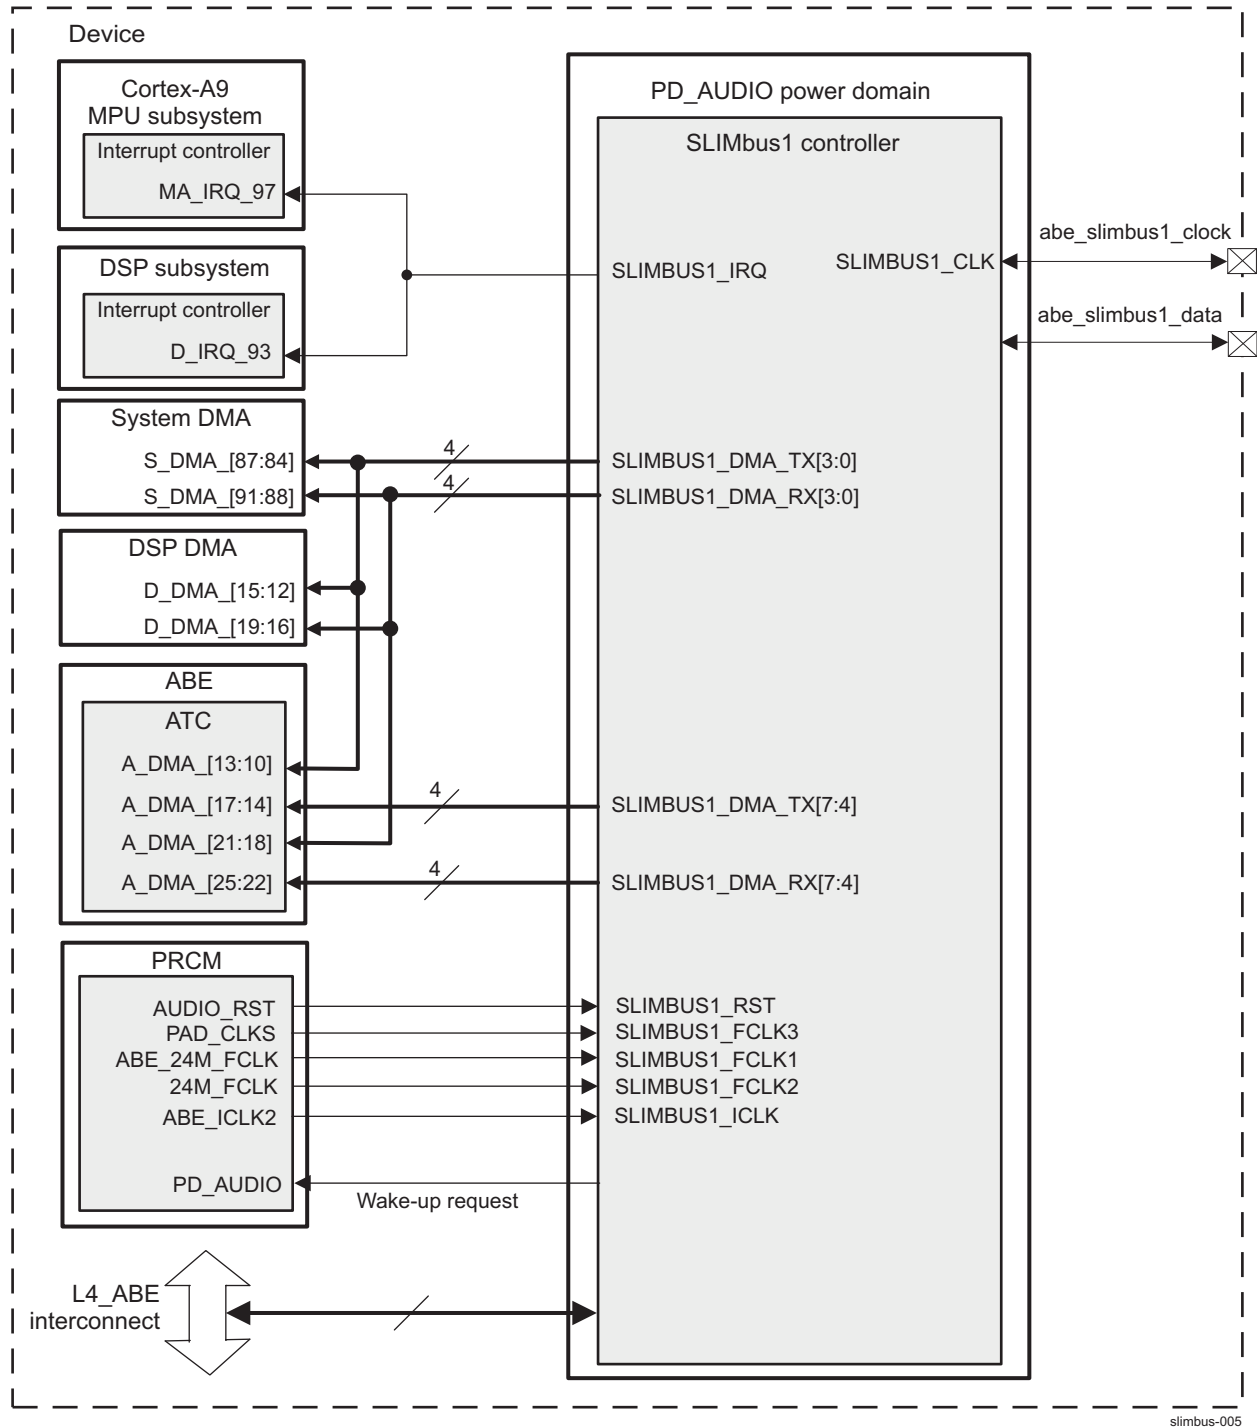 Device
Cortex-A9
MPU subsystem
Interrupt controller
MA_IRQ_97
DSP subsystem
Interrupt controller
D_IRQ_93
System DMA
S_DMA_[87:84]
S_DMA_[91:88]
DSP DMA
D_DMA_[15:12]
D_DMA_[19:16]
ABE
ATC
A_DMA_[13:10]
A_DMA_[17:14]
A_DMA_[21:18]
A_DMA_[25:22]
PRCM
AUDIO_RST
PAD_CLKS
ABE_24M_FCLK
24M_FCLK
ABE_ICLK2
PD_AUDIO
L4_ABE
interconnect
4
4
4
4
Wake-up request
PD_AUDIO power domain
SLIMbus1 controller
SLIMBUS1_IRQ
SLIMBUS1_CLK
SLIMBUS1_DMA_TX[3:0]
SLIMBUS1_DMA_RX[3:0]
SLIMBUS1_DMA_TX[7:4]
SLIMBUS1_DMA_RX[7:4]
SLIMBUS1_RST
SLIMBUS1_FCLK3
SLIMBUS1_FCLK1
SLIMBUS1_FCLK2
SLIMBUS1_ICLK
abe_slimbus1_clock
abe_slimbus1_data
slimbus-005